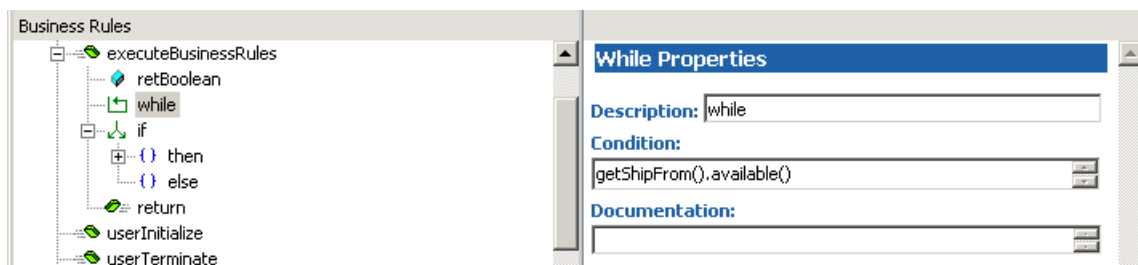 Business Rules
executeBusinessRules
retBoolean
while
if
{} then
{} else
return
userInitialize
userTerminate
While Properties
Description: while
Condition:
getShipFrom().available()
Documentation: